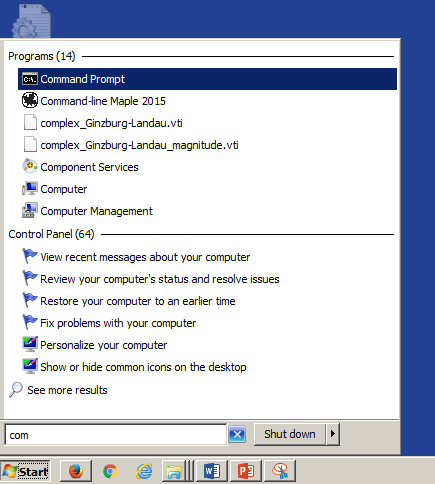 Programs (14)
Command Prompt
Command-line Maple 2015
complex_Ginzburg-Landau.vti
complex_Ginzburg-Landau_magnitude.vti
Component Services
Computer
Computer Management
Control Panel (64)
View recent messages about your computer
Review your computer's status and resolve issues
Restore your computer to an earlier time
Fix problems with your computer
Personalize your computer
Show or hide common icons on the desktop
See more results
com
Shut down
Start